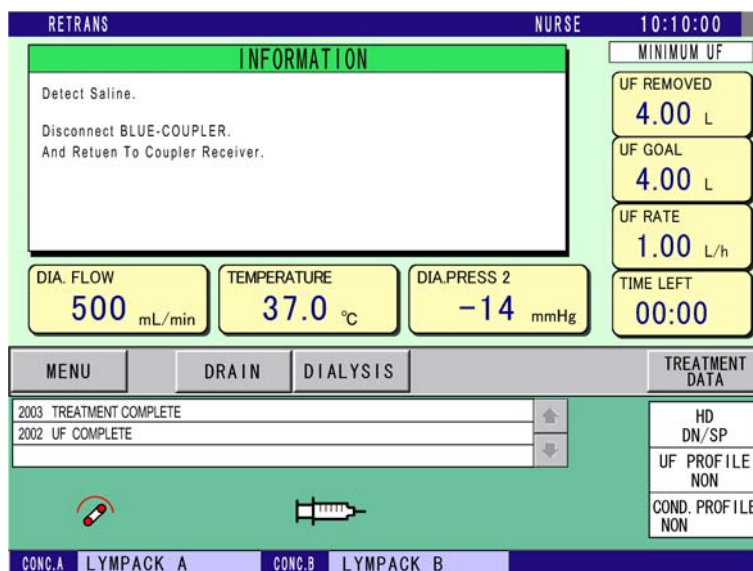 RETRANS NURSE 10:10:00
INFORMATION
Detect Saline.
Disconnect BLUE-COUPLER.
And Retuen To Coupler Receiver.
MINIMUM UF
UF REMOVED
4.00 L
UF GOAL
4.00 L
UF RATE
1.00 L/h
TIME LEFT
00:00
DIA. FLOW
500 mL/min
TEMPERATURE
37.0 ℃
DIA.PRESS 2
-14 mmHg
MENU DRAIN DIALYSIS
TREATMENT
DATA
2003 TREATMENT COMPLETE
2002 UF COMPLETE
HD
DN/SP
UF PROFILE
NON
COND. PROFILE
NON
CONC.A LYMPACK A CONC.B LYMPACK B